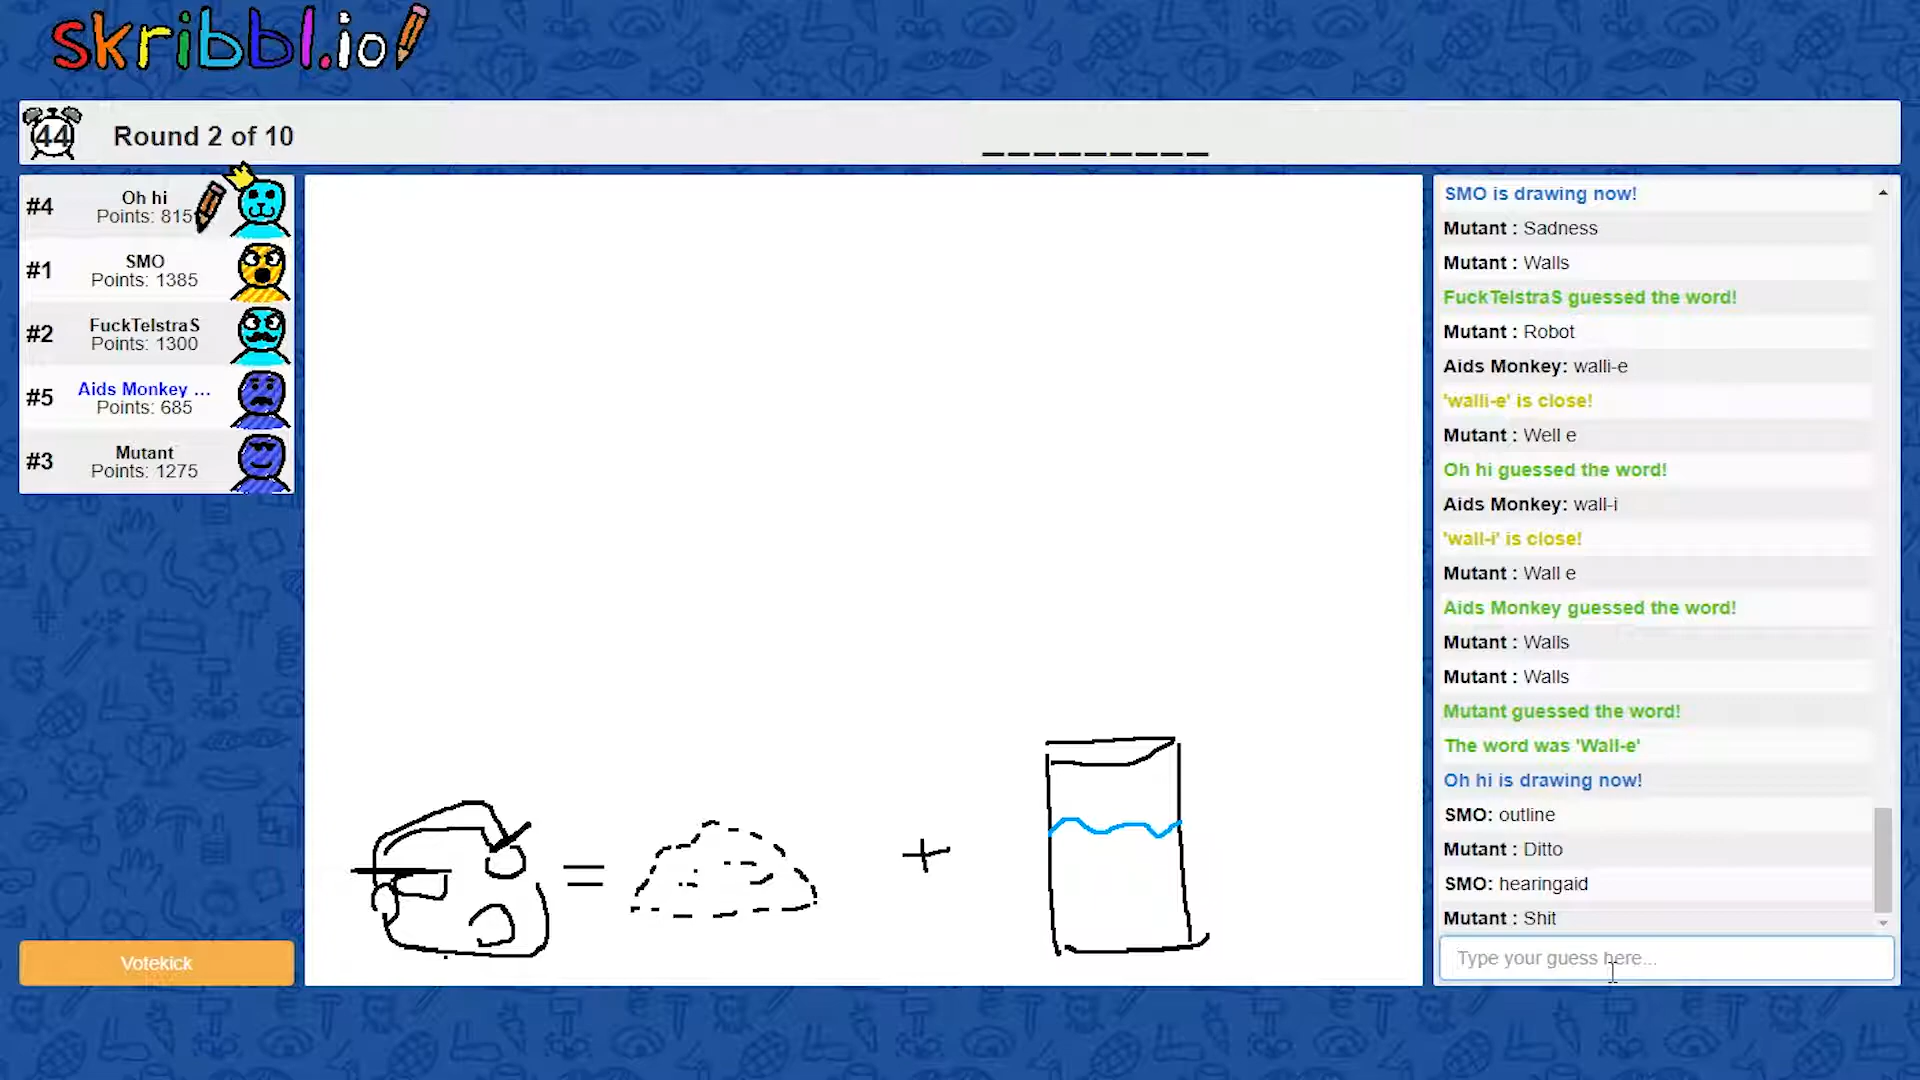 skribbl.io
44
Round 2 of 10
_________
#4
Oh hi
Points: 815
#1
SMO
Points: 1385
#2
FuckTelstraS
Points: 1300
#5
Aids Monkey ...
Points: 685
#3
Mutant
Points: 1275
Votekick
SMO is drawing now!
Mutant : Sadness
Mutant : Walls
FuckTelstraS guessed the word!
Mutant : Robot
Aids Monkey: walli-e
'walli-e' is close!
Mutant : Well e
Oh hi guessed the word!
Aids Monkey: wall-i
'wall-i' is close!
Mutant : Wall e
Aids Monkey guessed the word!
Mutant : Walls
Mutant : Walls
Mutant guessed the word!
The word was 'Wall-e'
Oh hi is drawing now!
SMO: outline
Mutant : Ditto
SMO: hearingaid
Mutant : Shit
Type your guess here...
= +